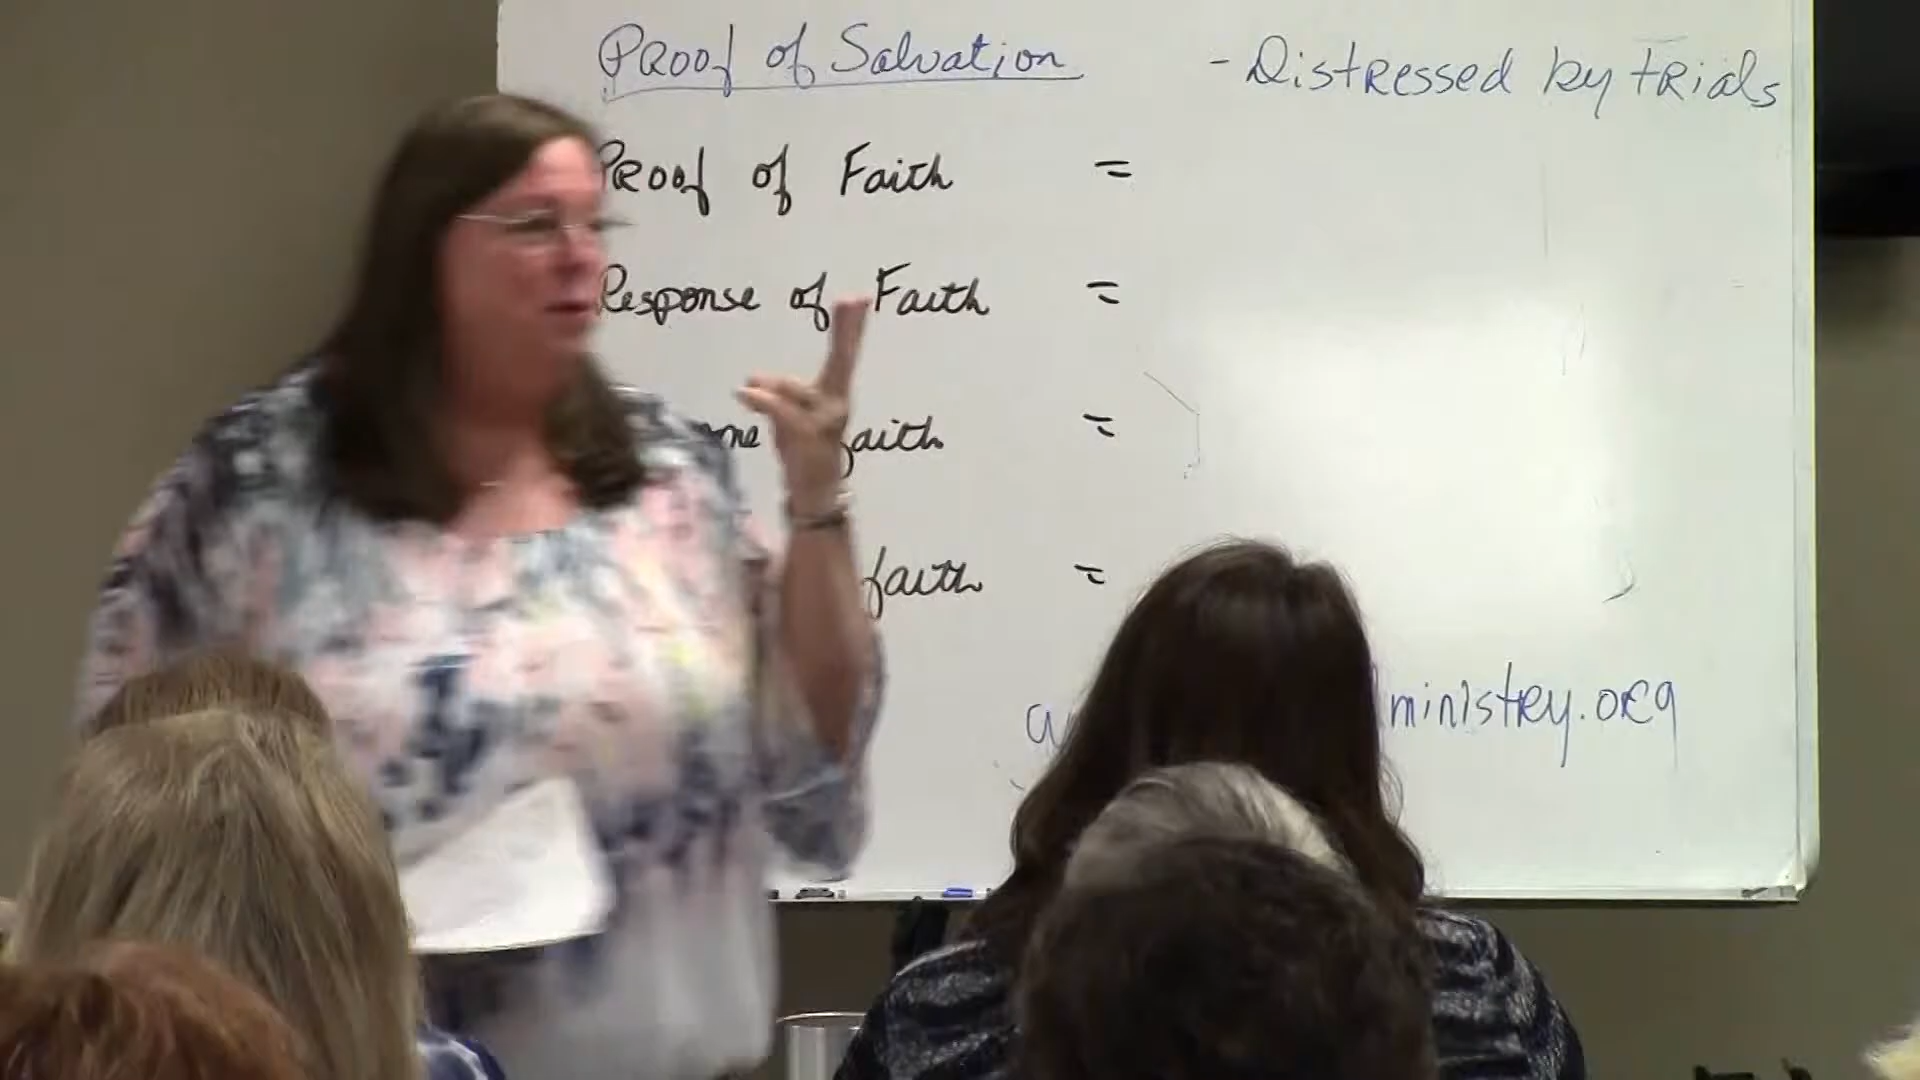 Proof of Salvation
- Distressed by trials
Proof of Faith =
Response of Faith =
faith =
faith =
ministry.org